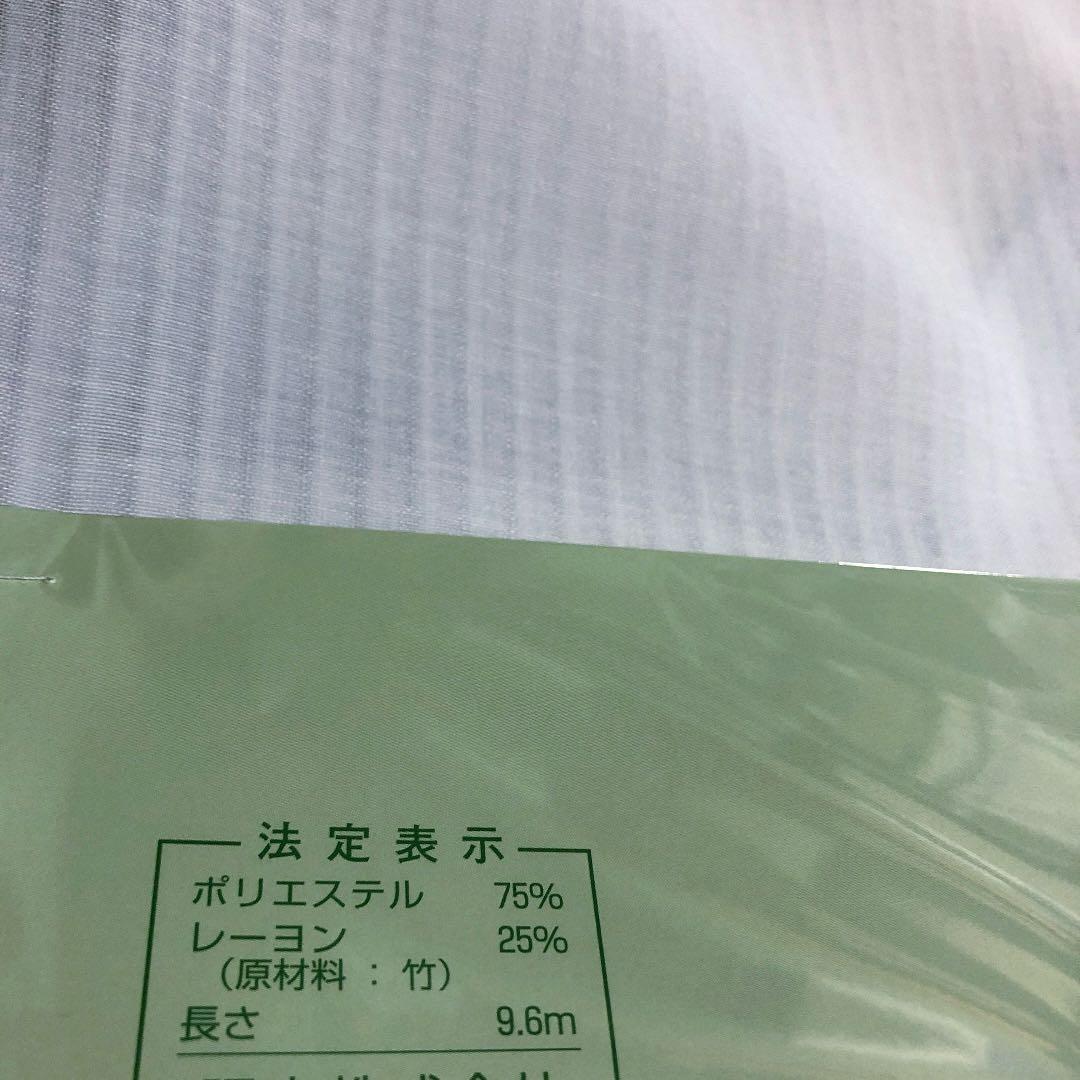 法定表示
ポリエステル 75%
レーヨン 25%
（原材料：竹）
長さ 9.6m